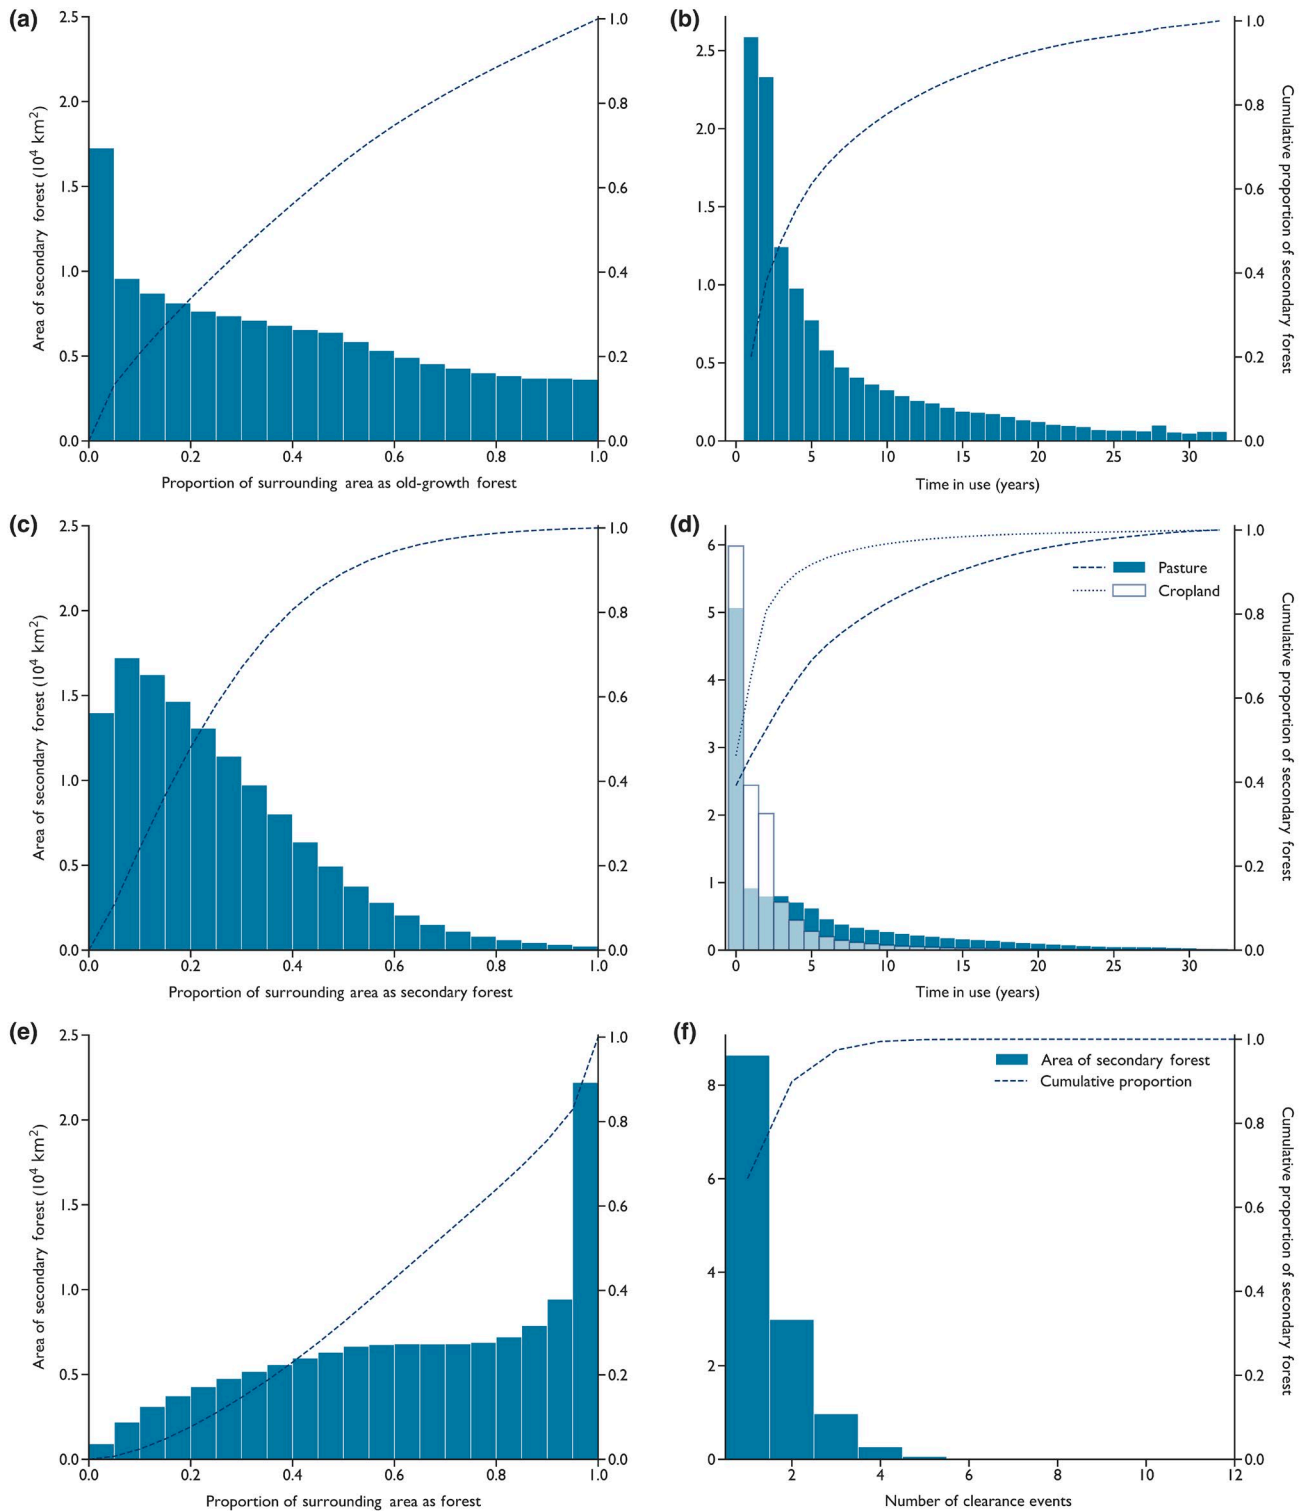 (a)
2.5
2.0
1.5
1.0
0.5
0.0
Area of secondary forest (10⁴ km²)
1.0
0.8
0.6
0.4
0.2
0.0
0.0 0.2 0.4 0.6 0.8 1.0
Proportion of surrounding area as old-growth forest
(b)
2.5
2.0
1.5
1.0
0.5
0.0
1.0
0.8
0.6
0.4
0.2
0.0
Cumulative proportion of secondary forest
0 5 10 15 20 25 30
Time in use (years)
(c)
2.5
2.0
1.5
1.0
0.5
0.0
Area of secondary forest (10⁴ km²)
1.0
0.8
0.6
0.4
0.2
0.0
0.0 0.2 0.4 0.6 0.8 1.0
Proportion of surrounding area as secondary forest
(d)
6
5
4
3
2
1
0
Pasture
Cropland
1.0
0.8
0.6
0.4
0.2
0.0
Cumulative proportion of secondary forest
0 5 10 15 20 25 30
Time in use (years)
(e)
2.5
2.0
1.5
1.0
0.5
0.0
Area of secondary forest (10⁴ km²)
1.0
0.8
0.6
0.4
0.2
0.0
0.0 0.2 0.4 0.6 0.8 1.0
Proportion of surrounding area as forest
(f)
8
6
4
2
0
Area of secondary forest
Cumulative proportion
1.0
0.8
0.6
0.4
0.2
0.0
Cumulative proportion of secondary forest
2 4 6 8 10 12
Number of clearance events